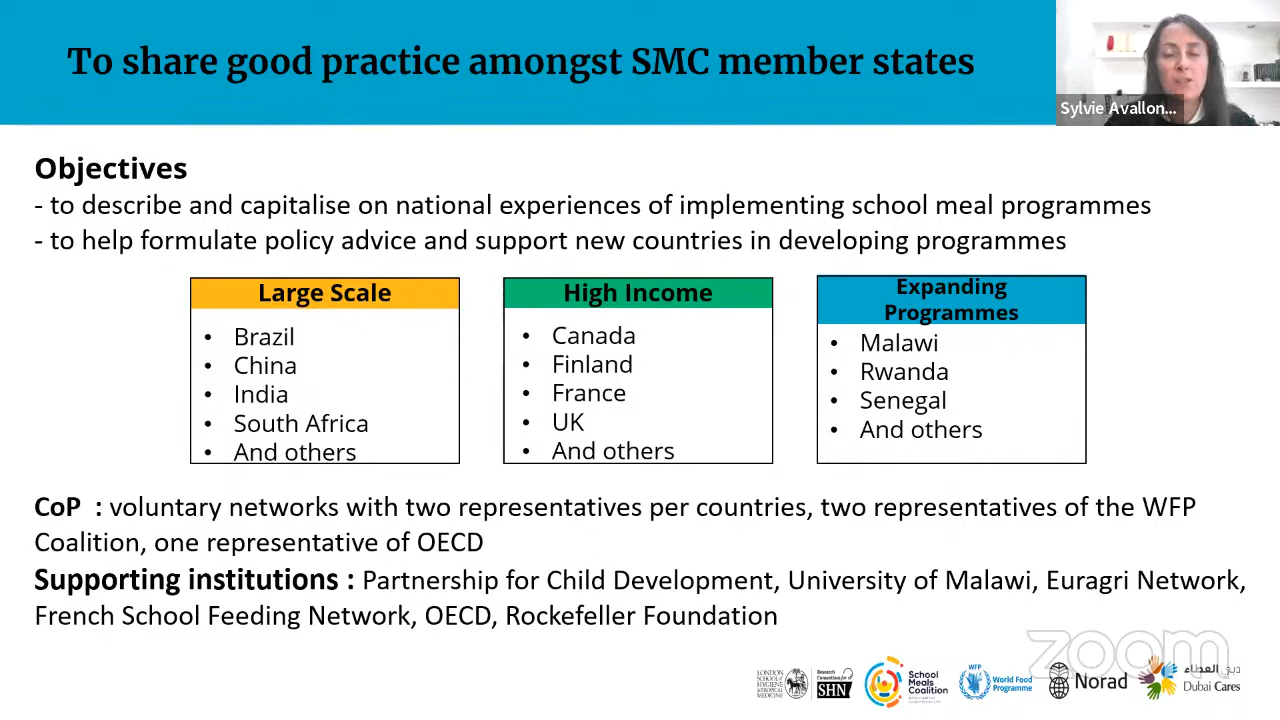 To share good practice amongst SMC member states
Sylvie Avallon...
Objectives
- to describe and capitalise on national experiences of implementing school meal programmes
- to help formulate policy advice and support new countries in developing programmes
Large Scale
• Brazil
• China
• India
• South Africa
• And others
High Income
• Canada
• Finland
• France
• UK
• And others
Expanding
Programmes
• Malawi
• Rwanda
• Senegal
• And others
CoP : voluntary networks with two representatives per countries, two representatives of the WFP
Coalition, one representative of OECD
Supporting institutions : Partnership for Child Development, University of Malawi, Euragri Network,
French School Feeding Network, OECD, Rockefeller Foundation
zoom
LONDON
SCHOOL of
HYGIENE
& TROPICAL
MEDICINE
Research
Consortium for
SHN
School
Meals
Coalition
WFP
World Food
Programme
Norad
دبي العطاء
Dubai Cares